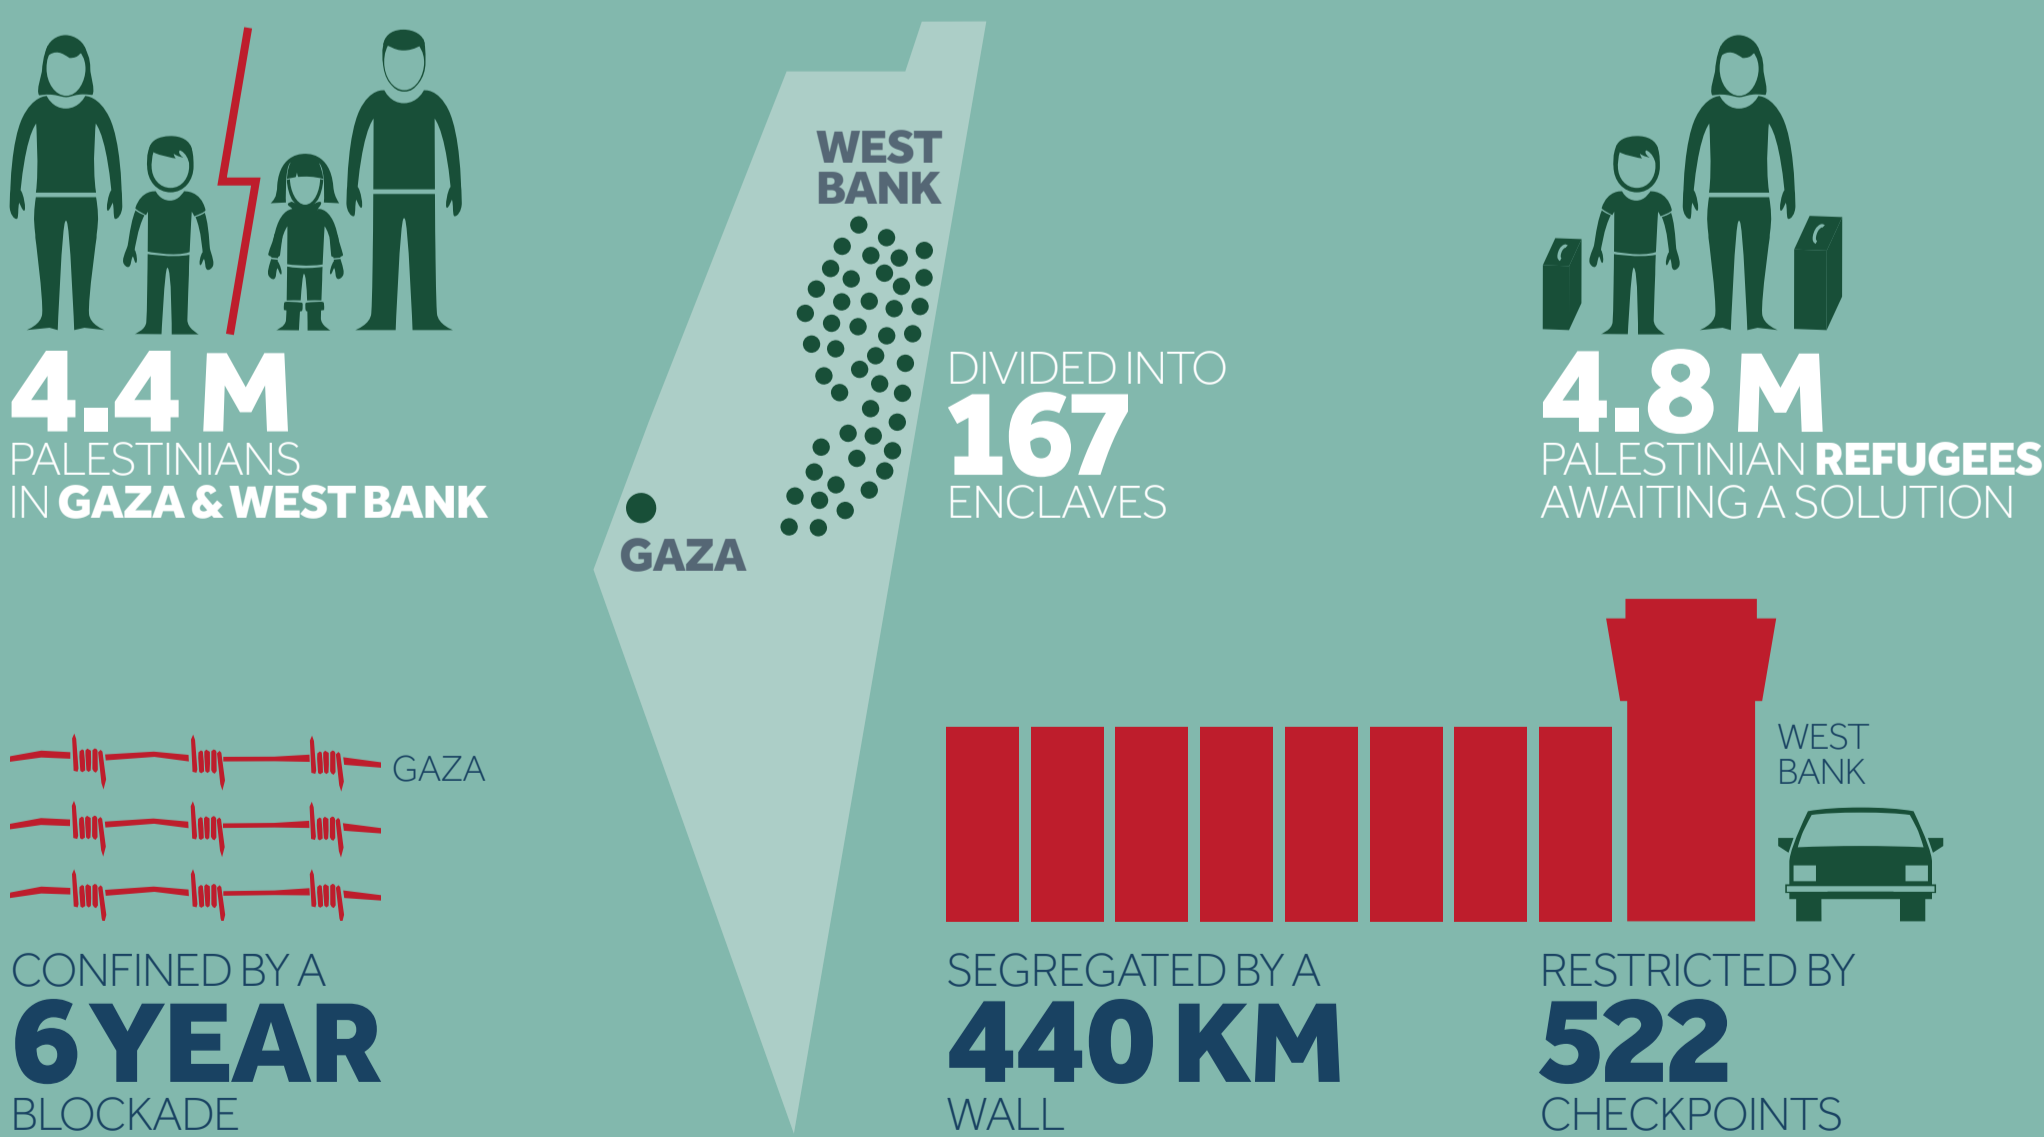 4.4 M
PALESTINIANS
IN GAZA & WEST BANK
WEST
BANK
GAZA
DIVIDED INTO
167
ENCLAVES
4.8 M
PALESTINIAN REFUGEES
AWAITING A SOLUTION
GAZA
CONFINED BY A
6 YEAR
BLOCKADE
SEGREGATED BY A
440 KM
WALL
WEST
BANK
RESTRICTED BY
522
CHECKPOINTS